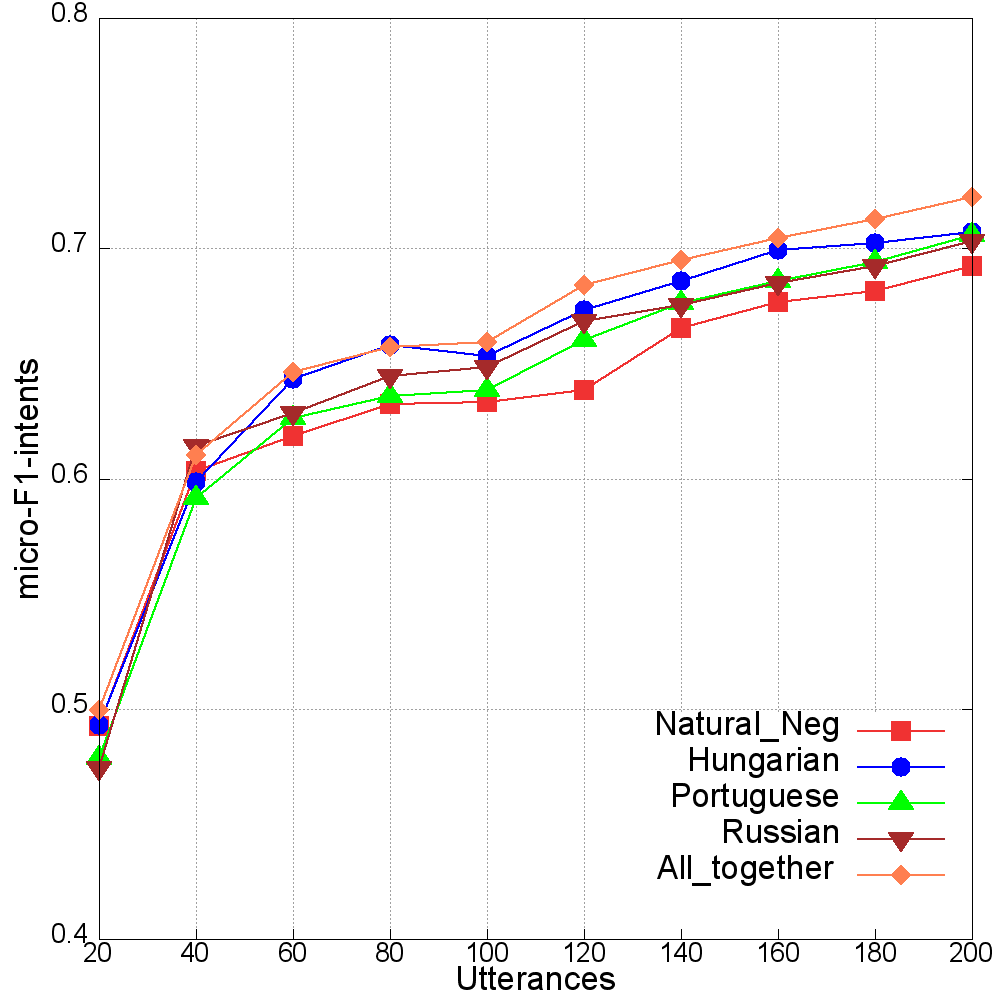 0.8
0.7
0.6
0.5
0.4
micro-F1-intents
Natural_Neg
Hungarian
Portuguese
Russian
All_together
20 40 60 80 100 120 140 160 180 200
Utterances